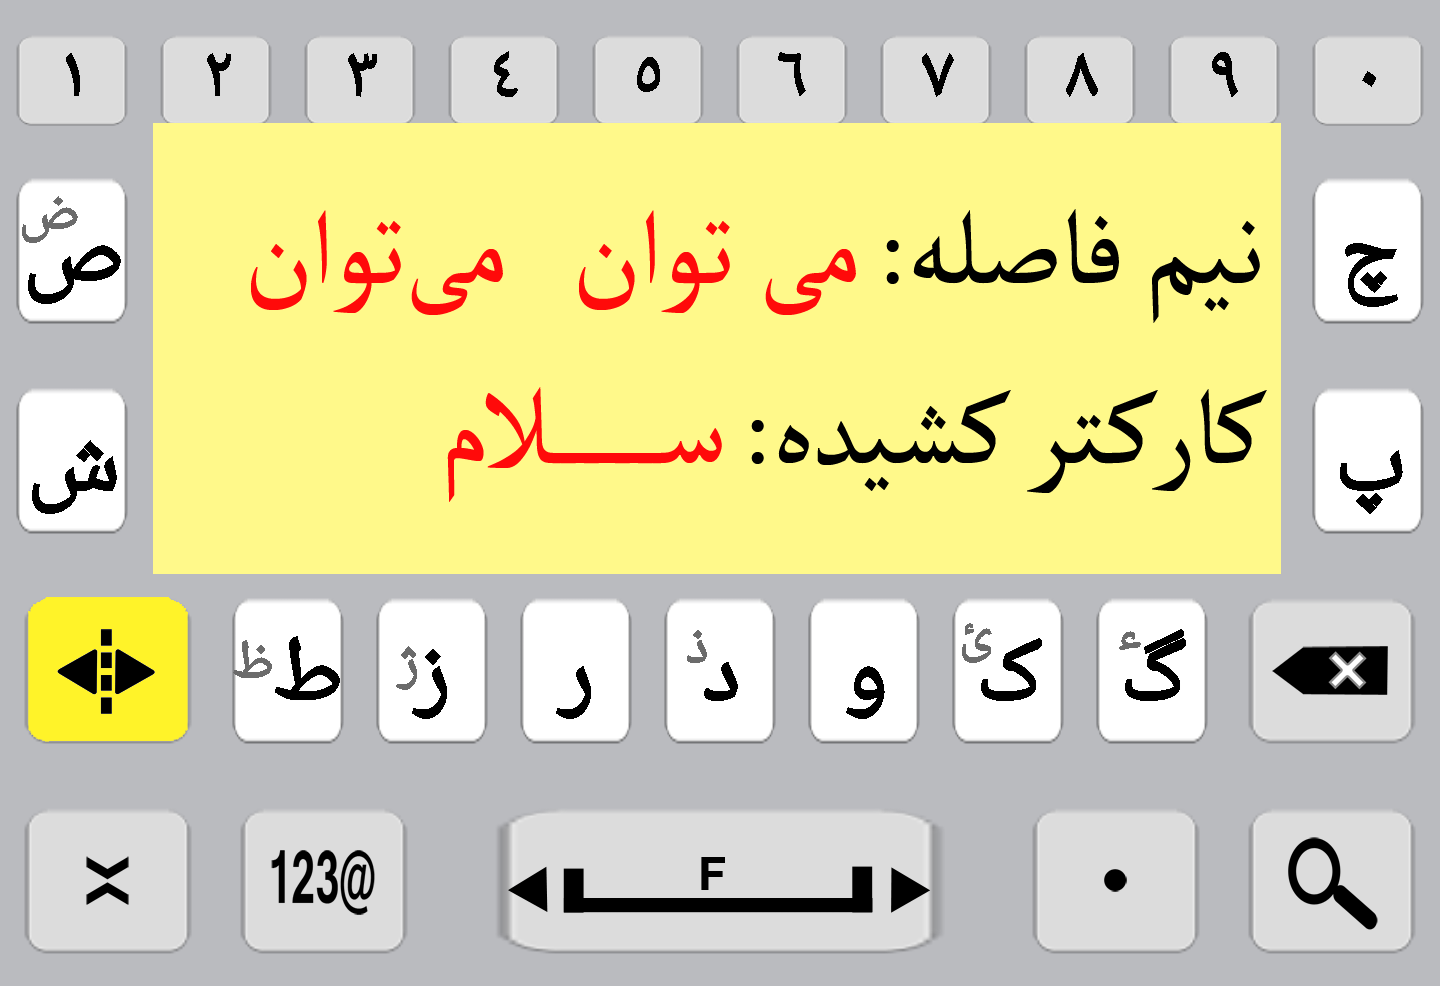 ١ ٢ ٣ ٤ ٥ ٦ ٧ ٨ ٩ ٠
ض ص
چ
نیم فاصله: می توان می‌توان
ش
پ
کارکتر کشیده: ســـــلام
ظ ط ژ ز ر ذ د و ئ ک ء گ
123@ F •